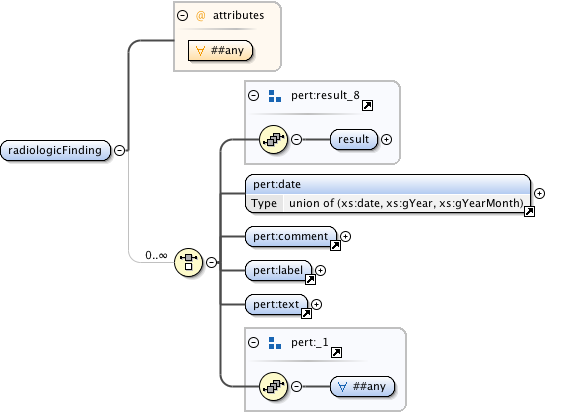 @ attributes
∀ ##any
pert:result_8
radiologicFinding
result
pert:date
Type union of (xs:date, xs:gYear, xs:gYearMonth)
pert:comment
0..∞
pert:label
pert:text
pert:_1
∀ ##any